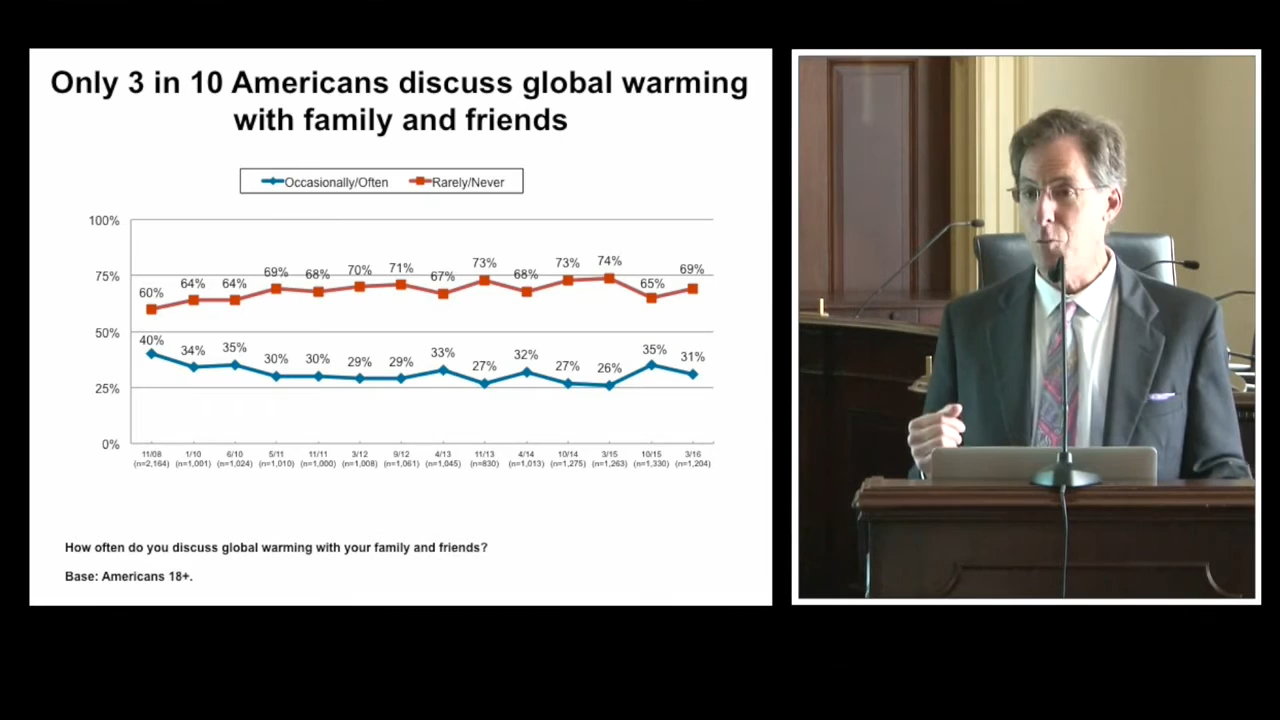 Only 3 in 10 Americans discuss global warming
with family and friends
Occasionally/Often Rarely/Never
100%
75%
50%
25%
0%
60% 64% 64% 69% 68% 70% 71% 67% 73% 68% 73% 74% 65% 69%
40% 34% 35% 30% 30% 29% 29% 33% 27% 32% 27% 26% 35% 31%
11/08 1/10 6/10 5/11 11/11 3/12 9/12 4/13 11/13 4/14 10/14 3/15 10/15 3/16
(n=2,164) (n=1,001) (n=1,024) (n=1,010) (n=1,000) (n=1,008) (n=1,061) (n=1,045) (n=830) (n=1,013) (n=1,275) (n=1,263) (n=1,330) (n=1,204)
How often do you discuss global warming with your family and friends?
Base: Americans 18+.